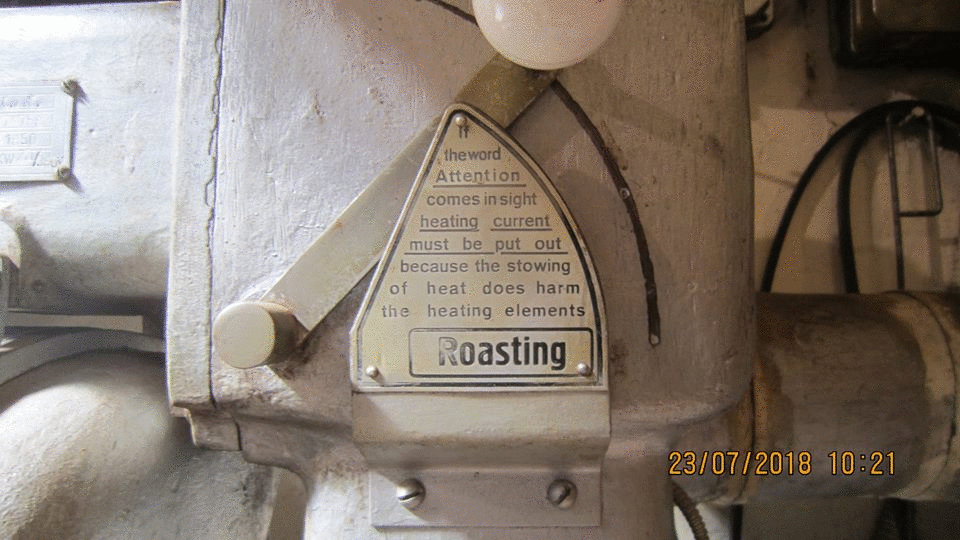 If
the word
Attention
comes in sight
heating current
must be put out
because the stowing
of heat does harm
the heating elements
Roasting
23/07/2018 10:21